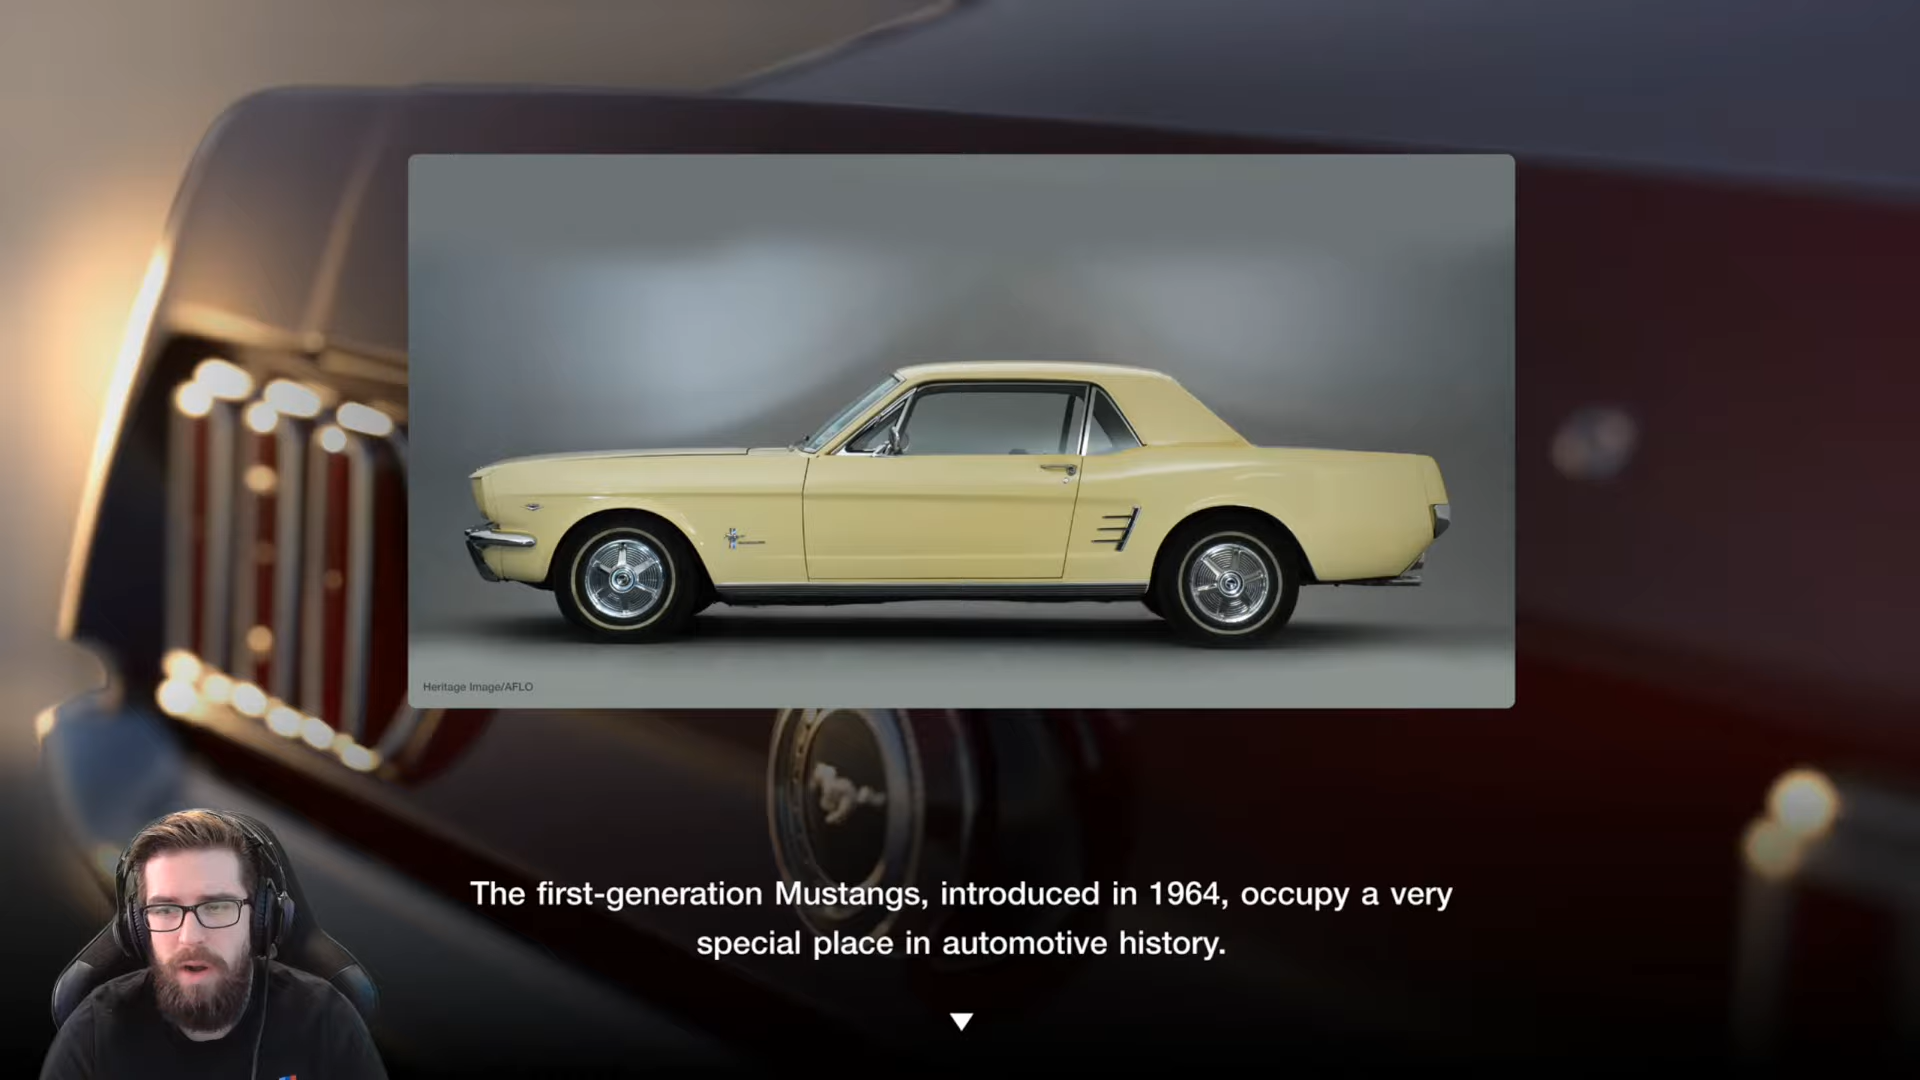 Heritage Image/AFLO
The first-generation Mustangs, introduced in 1964, occupy a very
special place in automotive history.